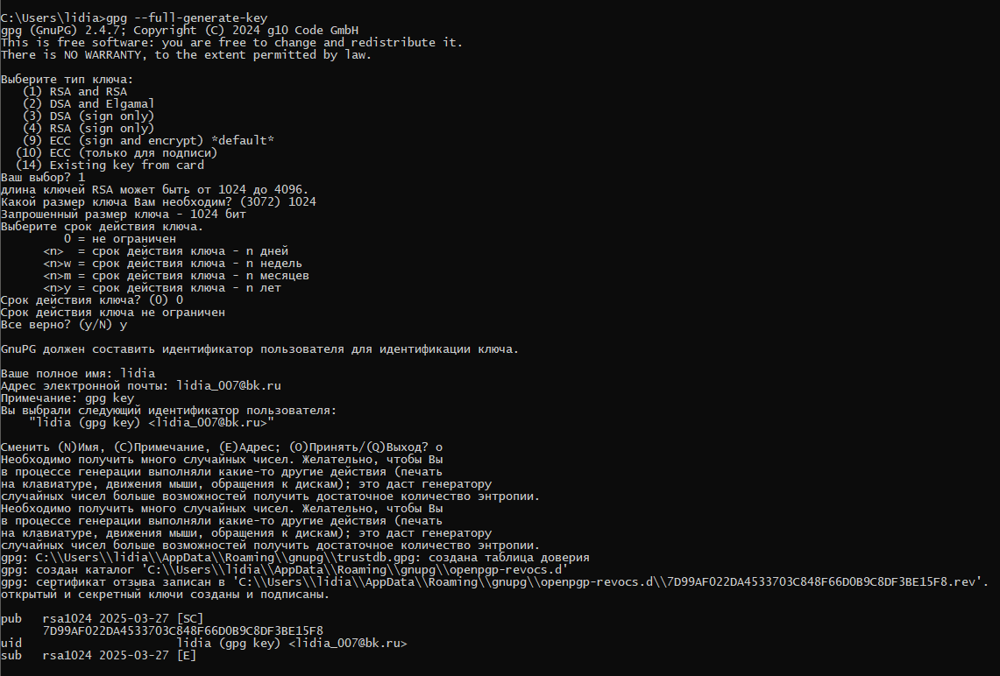 C:\Users\lidia>gpg --full-generate-key
gpg (GnuPG) 2.4.7; Copyright (C) 2024 g10 Code GmbH
This is free software: you are free to change and redistribute it.
There is NO WARRANTY, to the extent permitted by law.
Выберите тип ключа:
(1) RSA and RSA
(2) DSA and Elgamal
(3) DSA (sign only)
(4) RSA (sign only)
(9) ECC (sign and encrypt) *default*
(10) ECC (только для подписи)
(14) Existing key from card
Ваш выбор? 1
длина ключей RSA может быть от 1024 до 4096.
Какой размер ключа Вам необходим? (3072) 1024
Запрошенный размер ключа - 1024 бит
Выберите срок действия ключа.
0 = не ограничен
<n>  = срок действия ключа - n дней
<n>w = срок действия ключа - n недель
<n>m = срок действия ключа - n месяцев
<n>y = срок действия ключа - n лет
Срок действия ключа? (0) 0
Срок действия ключа не ограничен
Все верно? (y/N) y
GnuPG должен составить идентификатор пользователя для идентификации ключа.
Ваше полное имя: lidia
Адрес электронной почты: lidia_007@bk.ru
Примечание: gpg key
Вы выбрали следующий идентификатор пользователя:
"lidia (gpg key) <lidia_007@bk.ru>"
Сменить (N)Имя, (C)Примечание, (E)Адрес; (O)Принять/(Q)Выход? o
Необходимо получить много случайных чисел. Желательно, чтобы Вы
в процессе генерации выполняли какие-то другие действия (печать
на клавиатуре, движения мыши, обращения к дискам); это даст генератору
случайных чисел больше возможностей получить достаточное количество энтропии.
Необходимо получить много случайных чисел. Желательно, чтобы Вы
в процессе генерации выполняли какие-то другие действия (печать
на клавиатуре, движения мыши, обращения к дискам); это даст генератору
случайных чисел больше возможностей получить достаточное количество энтропии.
gpg: C:\\Users\\lidia\\AppData\\Roaming\\gnupg\\trustdb.gpg: создана таблица доверия
gpg: создан каталог 'C:\\Users\\lidia\\AppData\\Roaming\\gnupg\\openpgp-revocs.d'
gpg: сертификат отзыва записан в 'C:\\Users\\lidia\\AppData\\Roaming\\gnupg\\openpgp-revocs.d\\7D99AF022DA4533703C848F66D0B9C8DF3BE15F8.rev'.
открытый и секретный ключи созданы и подписаны.
pub   rsa1024 2025-03-27 [SC]
7D99AF022DA4533703C848F66D0B9C8DF3BE15F8
uid                      lidia (gpg key) <lidia_007@bk.ru>
sub   rsa1024 2025-03-27 [E]